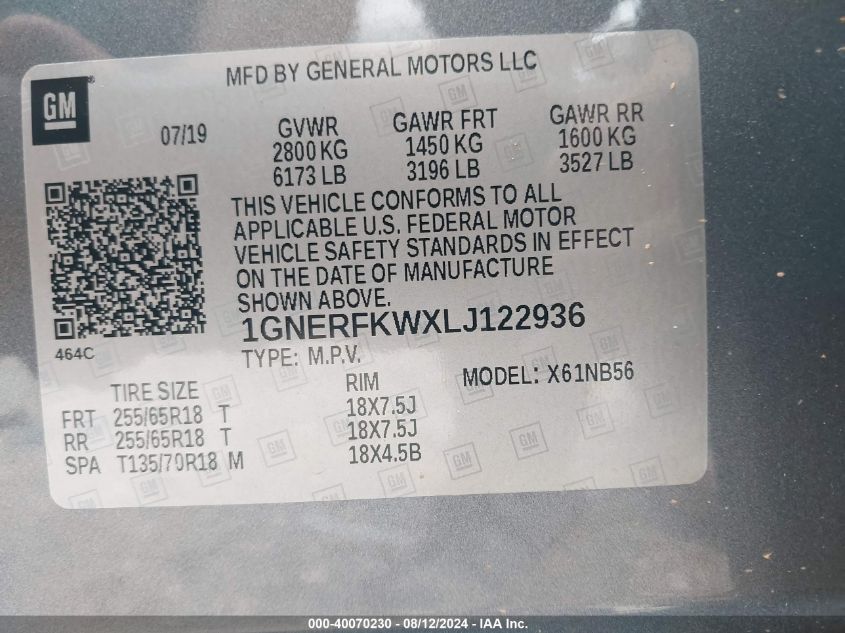 MFD BY GENERAL MOTORS LLC
GM
07/19
GVWR GAWR FRT GAWR RR
2800 KG 1450 KG 1600 KG
6173 LB 3196 LB 3527 LB
THIS VEHICLE CONFORMS TO ALL
APPLICABLE U.S. FEDERAL MOTOR
VEHICLE SAFETY STANDARDS IN EFFECT
ON THE DATE OF MANUFACTURE
SHOWN ABOVE.
1GNERFKWXLJ122936
464C
TYPE: M.P.V. MODEL: X61NB56
TIRE SIZE RIM
FRT 255/65R18 T 18X7.5J
RR 255/65R18 T 18X7.5J
SPA T135/70R18 M 18X4.5B
000-40070230 - 08/12/2024 - IAAI, Inc.